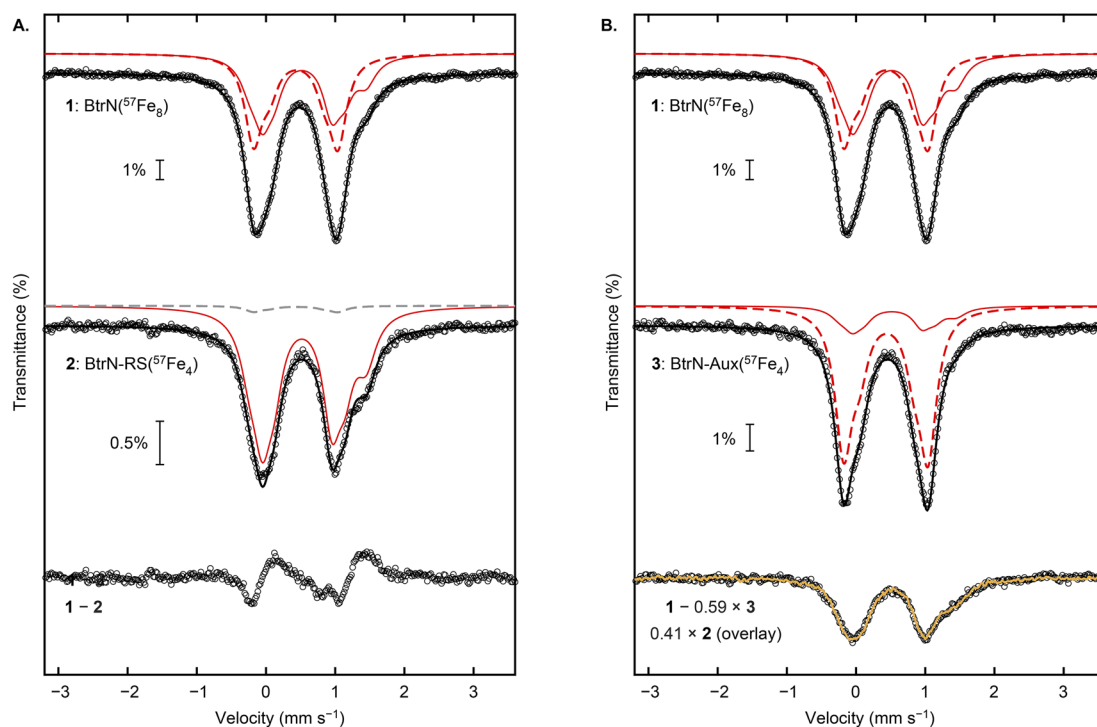 A.
1: BtrN(⁵⁷Fe₈)
1%
2: BtrN-RS(⁵⁷Fe₄)
0.5%
1 – 2
Transmittance (%)
−3 −2 −1 0 1 2 3
Velocity (mm s⁻¹)
B.
1: BtrN(⁵⁷Fe₈)
1%
3: BtrN-Aux(⁵⁷Fe₄)
1%
1 – 0.59 × 3
0.41 × 2 (overlay)
Transmittance (%)
−3 −2 −1 0 1 2 3
Velocity (mm s⁻¹)